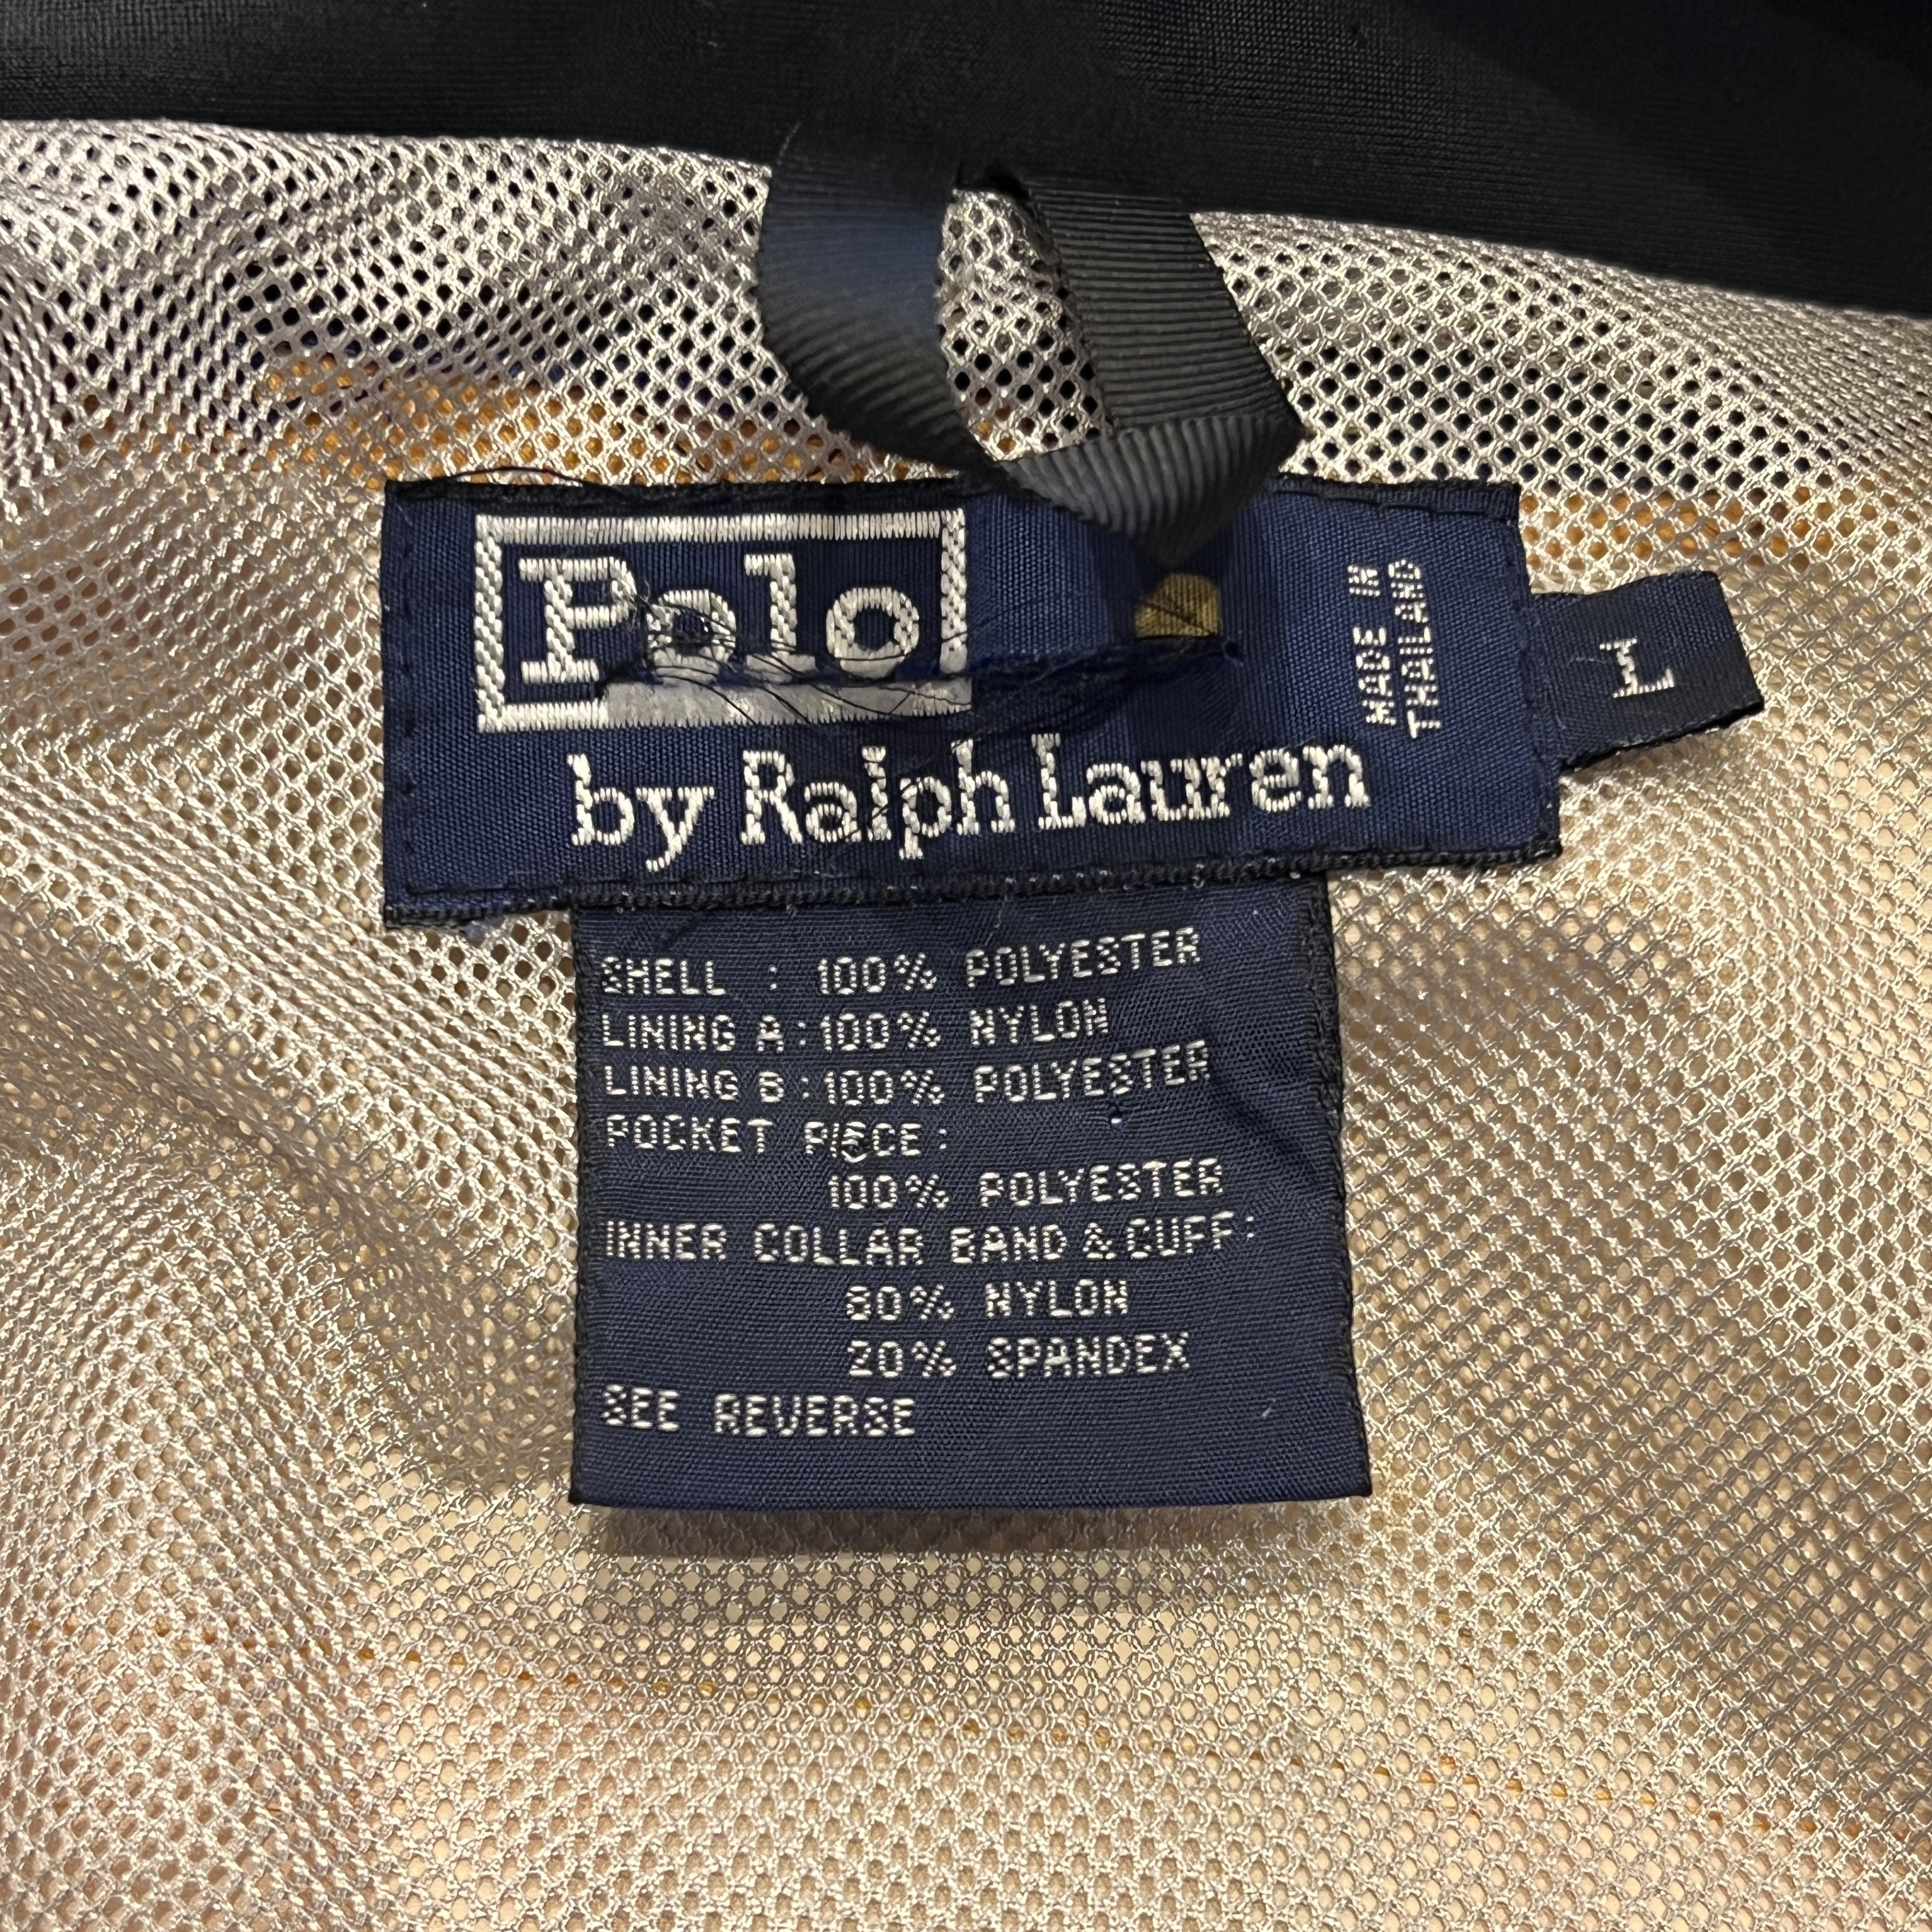 Polo
by Ralph Lauren
MADE IN
THAILAND
L
SHELL : 100% POLYESTER
LINING A : 100% NYLON
LINING B : 100% POLYESTER
POCKET PIECE :
100% POLYESTER
INNER COLLAR BAND & CUFF :
80% NYLON
20% SPANDEX
SEE REVERSE